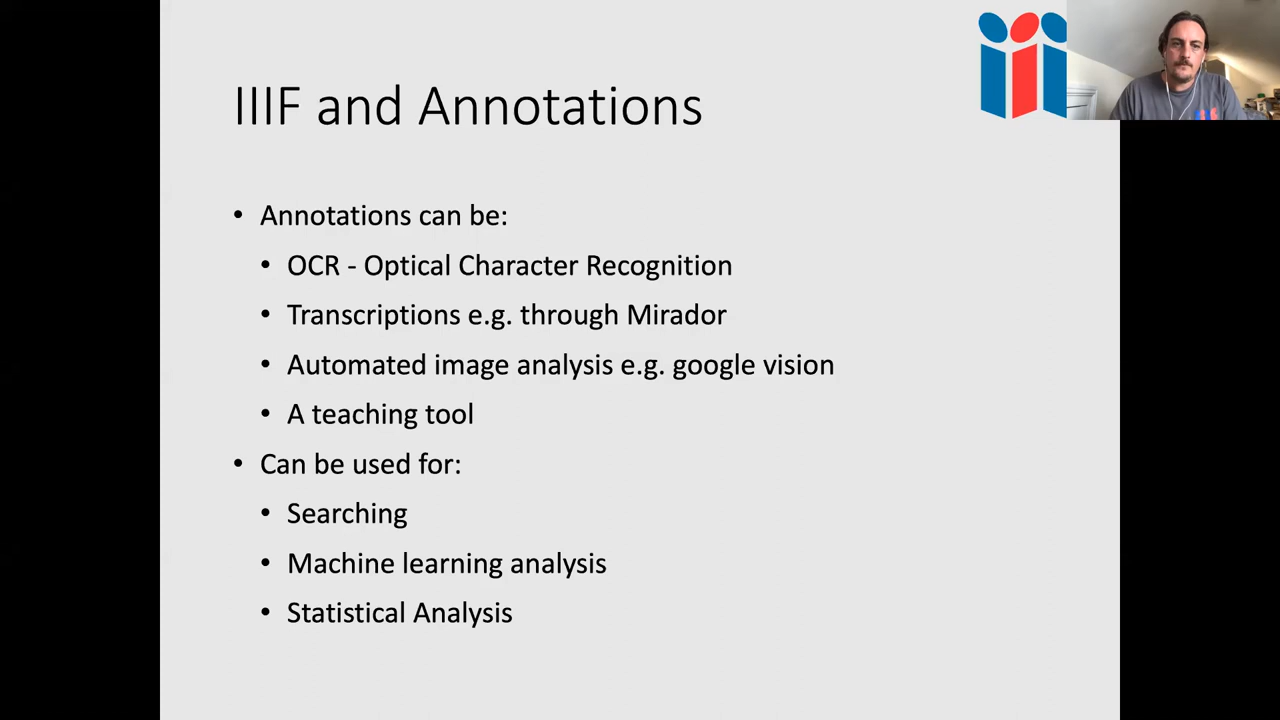 IIIF and Annotations
• Annotations can be:
• OCR - Optical Character Recognition
• Transcriptions e.g. through Mirador
• Automated image analysis e.g. google vision
• A teaching tool
• Can be used for:
• Searching
• Machine learning analysis
• Statistical Analysis